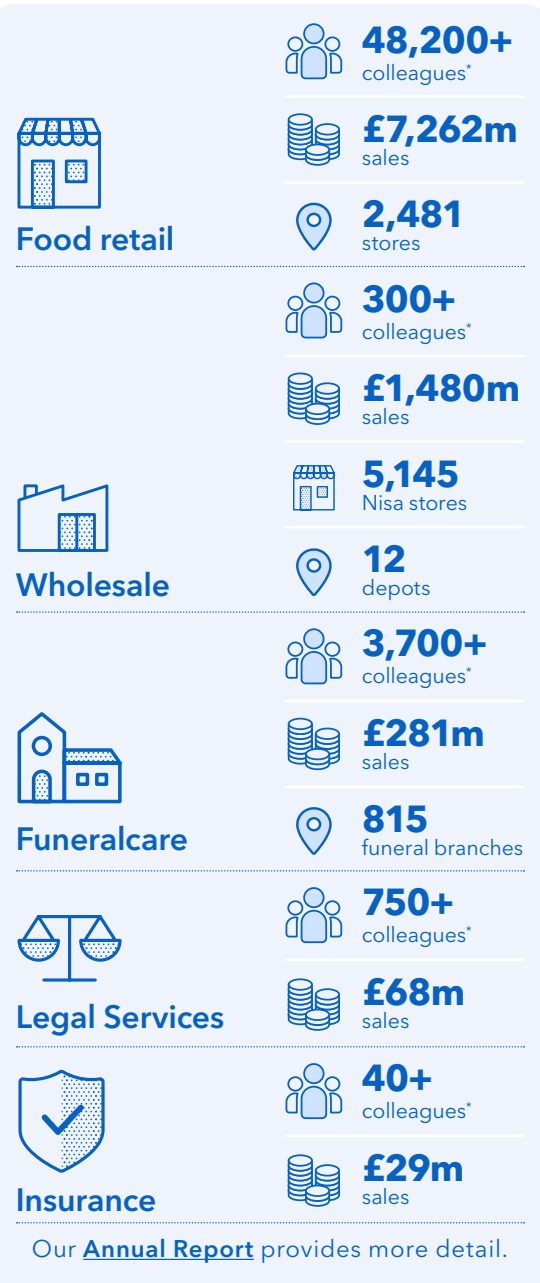 48,200+
colleagues*
£7,262m
sales
2,481
stores
Food retail
300+
colleagues*
£1,480m
sales
5,145
Nisa stores
12
depots
Wholesale
3,700+
colleagues*
£281m
sales
815
funeral branches
Funeralcare
750+
colleagues*
£68m
sales
Legal Services
40+
colleagues*
£29m
sales
Insurance
Our Annual Report provides more detail.